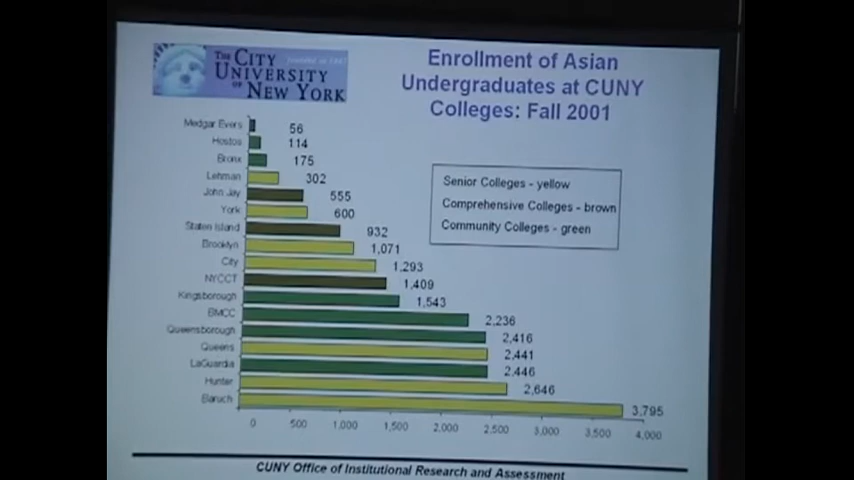 THE CITY
founded in 1847
UNIVERSITY
OF
NEW YORK
Enrollment of Asian
Undergraduates at CUNY
Colleges: Fall 2001
Medgar Evers 56
Hostos 114
Bronx 175
Lehman 302
John Jay 555
York 600
Staten Island 932
Brooklyn 1,071
City 1,293
NYCCT 1,409
Kingsborough 1,543
BMCC 2,236
Queensborough 2,416
Queens 2,441
LaGuardia 2,446
Hunter 2,646
Baruch 3,795
0 500 1,000 1,500 2,000 2,500 3,000 3,500 4,000
Senior Colleges - yellow
Comprehensive Colleges - brown
Community Colleges - green
CUNY Office of Institutional Research and Assessment